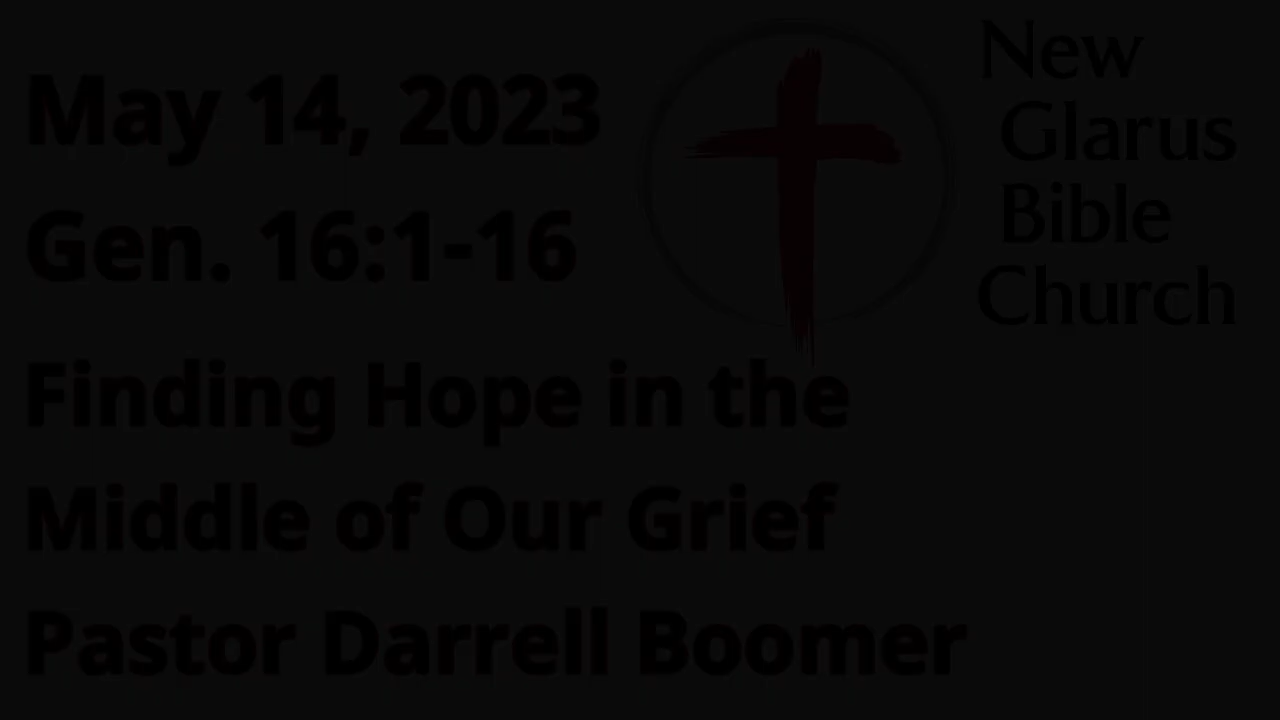 May 14, 2023
Gen. 16:1-16
Finding Hope in the
Middle of Our Grief
Pastor Darrell Boomer
New
Glarus
Bible
Church